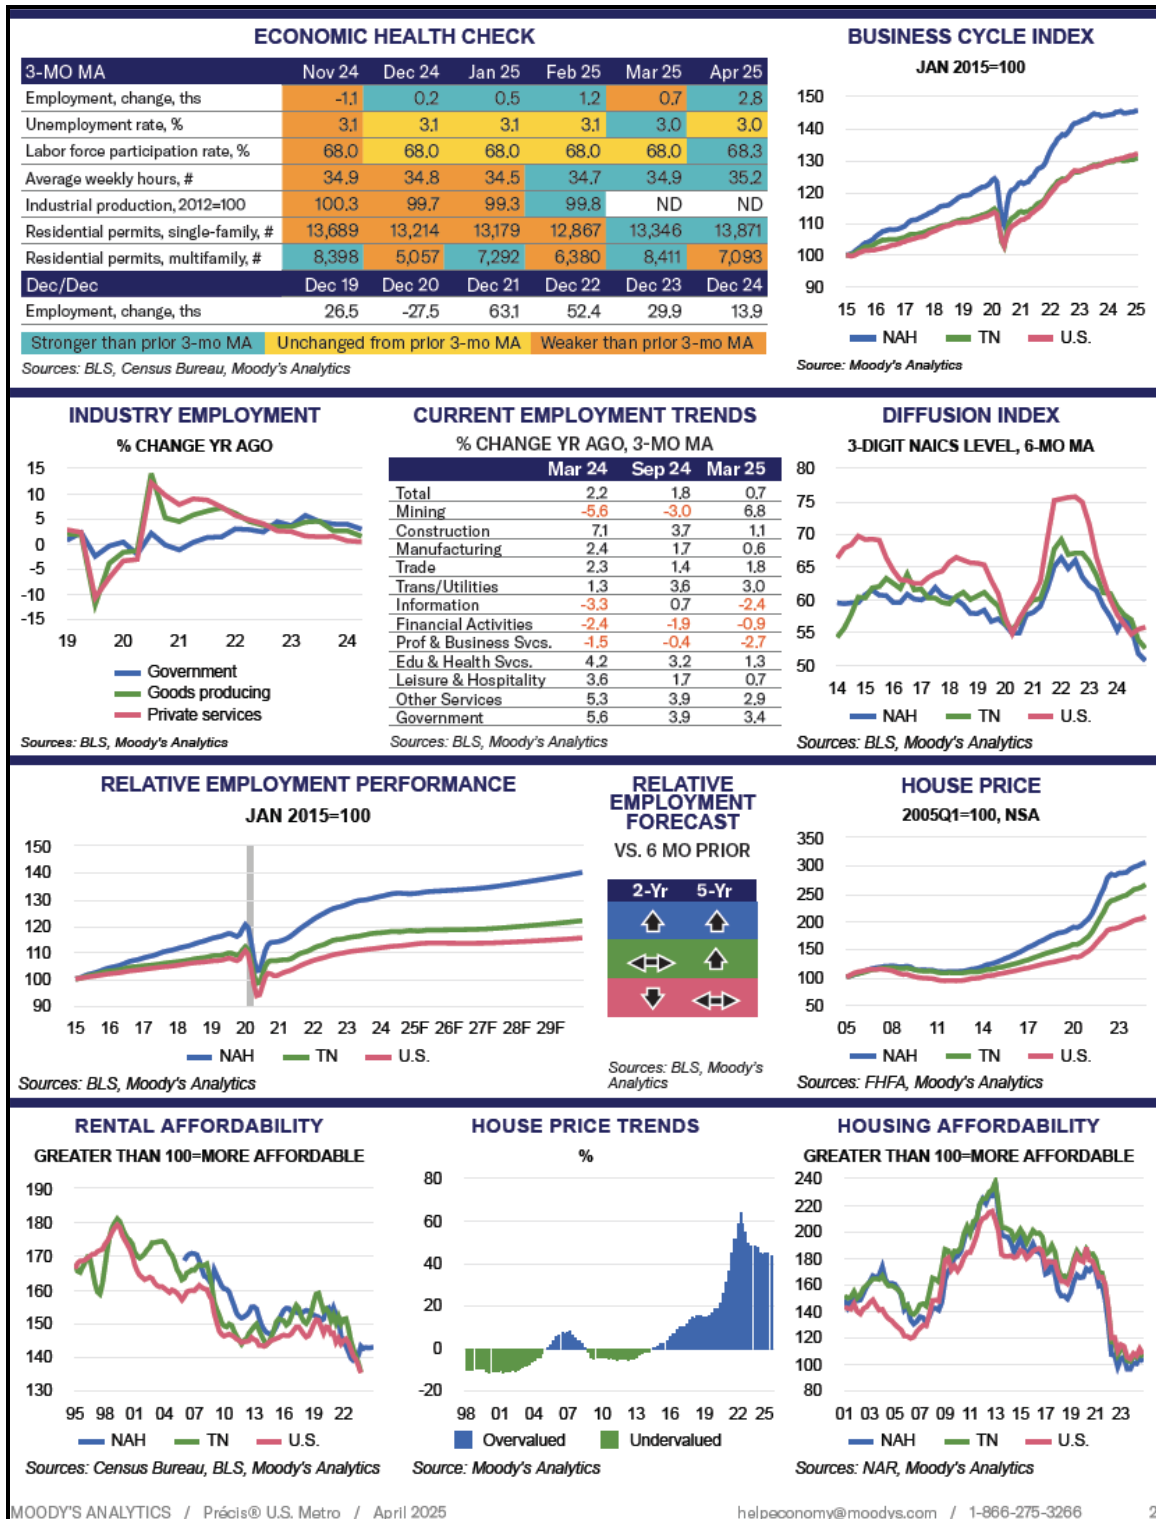 ECONOMIC HEALTH CHECK
3-MO MA Nov 24 Dec 24 Jan 25 Feb 25 Mar 25 Apr 25
Employment, change, ths -1.1 0.2 0.5 1.2 0.7 2.8
Unemployment rate, % 3.1 3.1 3.1 3.1 3.0 3.0
Labor force participation rate, % 68.0 68.0 68.0 68.0 68.0 68.3
Average weekly hours, # 34.9 34.8 34.5 34.7 34.9 35.2
Industrial production, 2012=100 100.3 99.7 99.3 99.8 ND ND
Residential permits, single-family, # 13,689 13,214 13,179 12,867 13,346 13,871
Residential permits, multifamily, # 8,398 5,057 7,292 6,380 8,411 7,093
Dec/Dec Dec 19 Dec 20 Dec 21 Dec 22 Dec 23 Dec 24
Employment, change, ths 26.5 -27.5 63.1 52.4 29.9 13.9
Stronger than prior 3-mo MA Unchanged from prior 3-mo MA Weaker than prior 3-mo MA
Sources: BLS, Census Bureau, Moody's Analytics
BUSINESS CYCLE INDEX
JAN 2015=100
150
140
130
120
110
100
90
15 16 17 18 19 20 21 22 23 24 25
NAH TN U.S.
Source: Moody's Analytics
INDUSTRY EMPLOYMENT
% CHANGE YR AGO
15
10
5
0
-5
-10
-15
19 20 21 22 23 24
Government
Goods producing
Private services
Sources: BLS, Moody's Analytics
CURRENT EMPLOYMENT TRENDS
% CHANGE YR AGO, 3-MO MA
Mar 24 Sep 24 Mar 25
Total 2.2 1.8 0.7
Mining -5.6 -3.0 6.8
Construction 7.1 3.7 1.1
Manufacturing 2.4 1.7 0.6
Trade 2.3 1.4 1.8
Trans/Utilities 1.3 3.6 3.0
Information -3.3 0.7 -2.4
Financial Activities -2.4 -1.9 -0.9
Prof & Business Svcs. -1.5 -0.4 -2.7
Edu & Health Svcs. 4.2 3.2 1.3
Leisure & Hospitality 3.6 1.7 0.7
Other Services 5.3 3.9 2.9
Government 5.6 3.9 3.4
Sources: BLS, Moody's Analytics
DIFFUSION INDEX
3-DIGIT NAICS LEVEL, 6-MO MA
80
75
70
65
60
55
50
14 15 16 17 18 19 20 21 22 23 24
NAH TN U.S.
Sources: BLS, Moody's Analytics
RELATIVE EMPLOYMENT PERFORMANCE
JAN 2015=100
150
140
130
120
110
100
90
15 16 17 18 19 20 21 22 23 24 25F 26F 27F 28F 29F
NAH TN U.S.
Sources: BLS, Moody's Analytics
RELATIVE
EMPLOYMENT
FORECAST
VS. 6 MO PRIOR
2-Yr 5-Yr
Sources: BLS, Moody's
Analytics
HOUSE PRICE
2005Q1=100, NSA
350
300
250
200
150
100
50
05 08 11 14 17 20 23
NAH TN U.S.
Sources: FHFA, Moody's Analytics
RENTAL AFFORDABILITY
GREATER THAN 100=MORE AFFORDABLE
190
180
170
160
150
140
130
95 98 01 04 07 10 13 16 19 22
NAH TN U.S.
Sources: Census Bureau, BLS, Moody's Analytics
HOUSE PRICE TRENDS
%
80
60
40
20
0
-20
98 01 04 07 10 13 16 19 22 25
Overvalued Undervalued
Source: Moody's Analytics
HOUSING AFFORDABILITY
GREATER THAN 100=MORE AFFORDABLE
240
220
200
180
160
140
120
100
80
01 03 05 07 09 11 13 15 17 19 21 23
NAH TN U.S.
Sources: NAR, Moody's Analytics
MOODY'S ANALYTICS / Précis® U.S. Metro / April 2025 helpeconomy@moodys.com / 1-866-275-3266 2